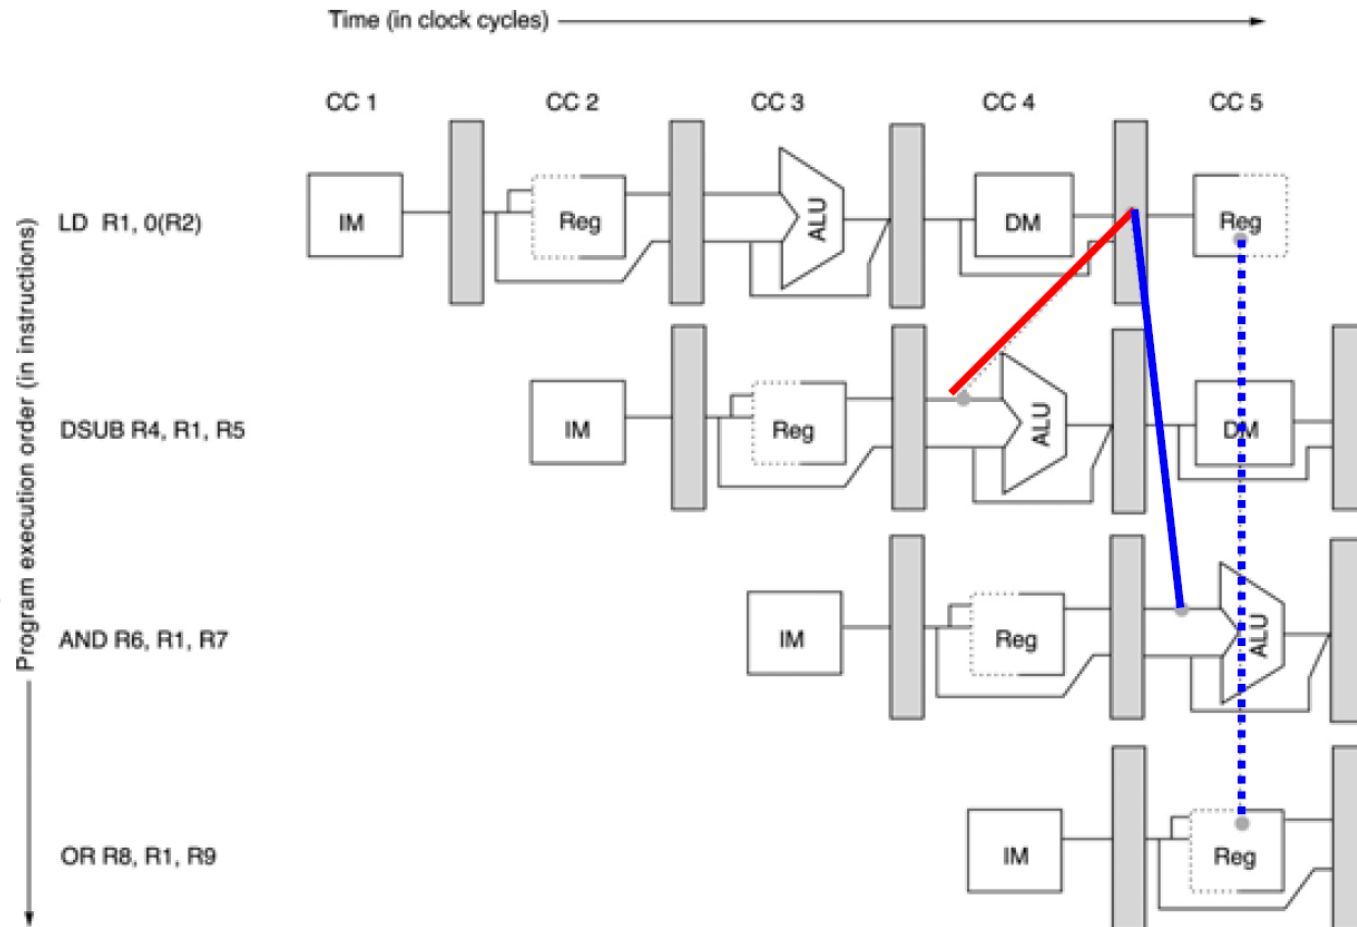 Time (in clock cycles)
CC 1 CC 2 CC 3 CC 4 CC 5
Program execution order (in instructions)
LD R1, 0(R2)
IM Reg ALU DM Reg
DSUB R4, R1, R5
IM Reg ALU DM
AND R6, R1, R7
IM Reg ALU
OR R8, R1, R9
IM Reg